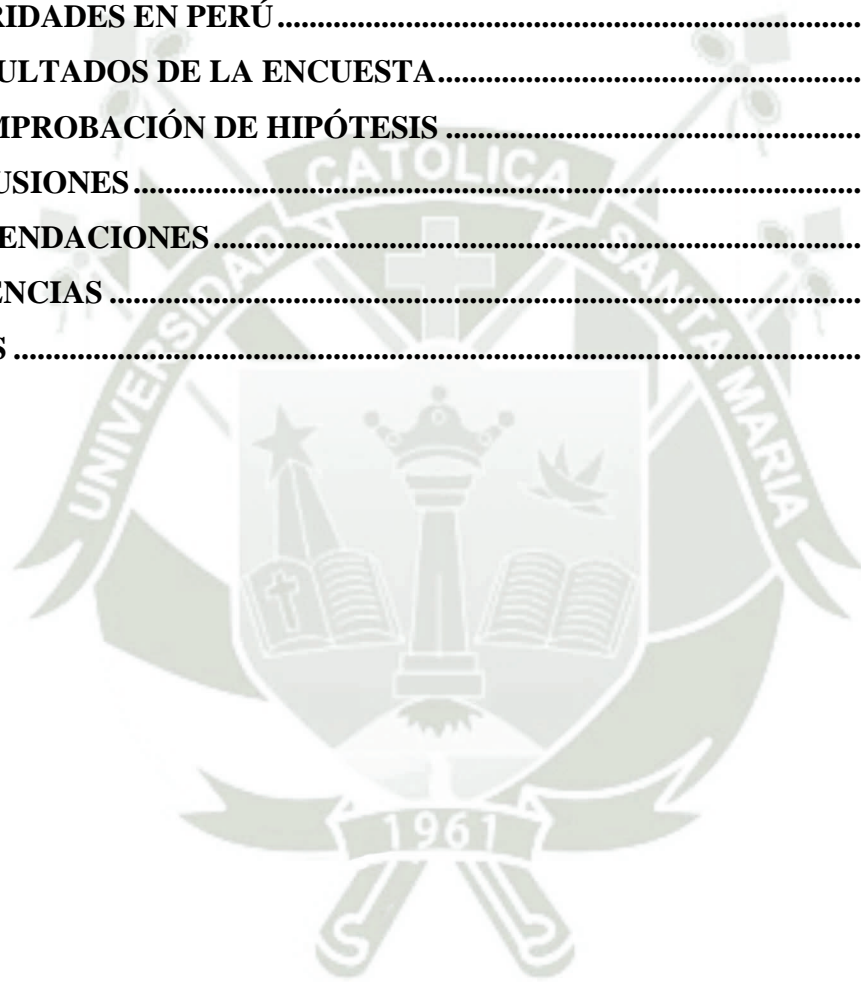 RIDADES EN PERÚ
ULTADOS DE LA ENCUESTA
MPROBACIÓN DE HIPÓTESIS
USIONES
ENDACIONES
ENCIAS
S
UNIVERSIDAD CATOLICA SANTA MARIA
1961